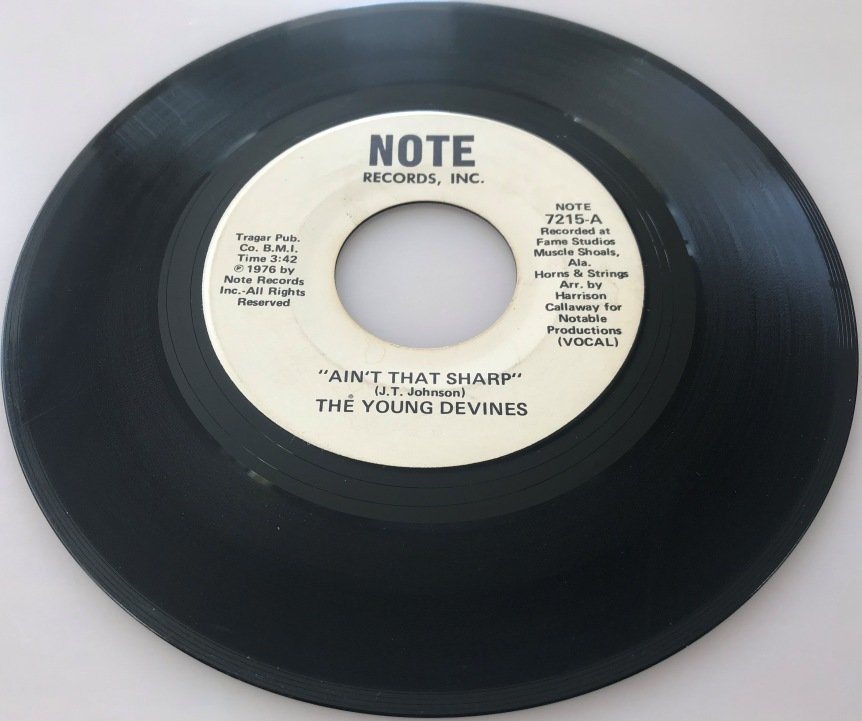 NOTE
RECORDS, INC.
Tragar Pub.
Co. B.M.I.
Time 3:42
℗ 1976 by
Note Records
Inc.-All Rights
Reserved
NOTE
7215-A
Recorded at
Fame Studios
Muscle Shoals,
Ala.
Horns & Strings
Arr. by
Harrison
Callaway for
Notable
Productions
(VOCAL)
"AIN'T THAT SHARP"
(J.T. Johnson)
THE YOUNG DEVINES